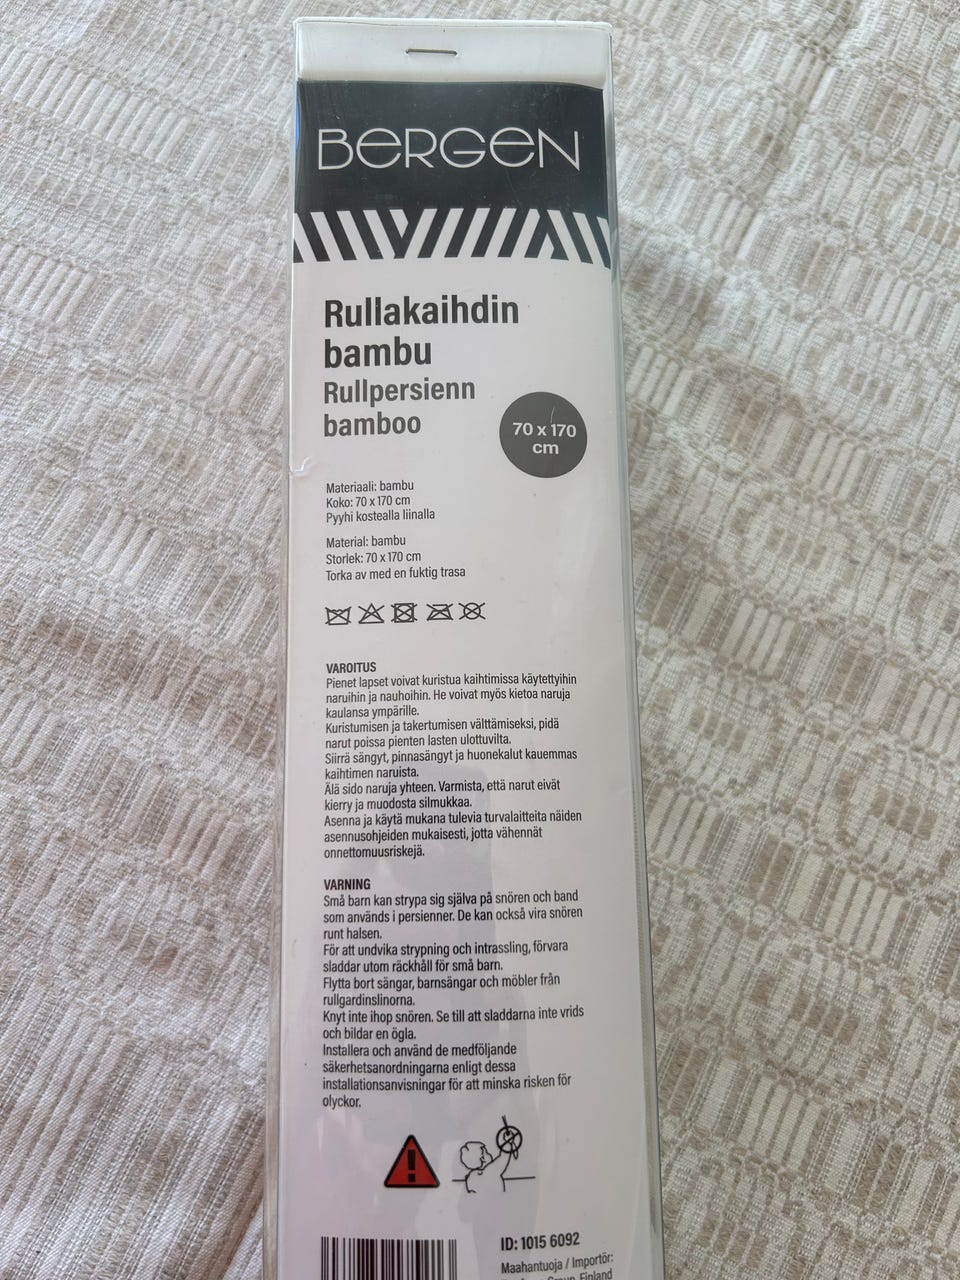 BERGEN
Rullakaihdin
bambu
Rullpersienn
bamboo
70 x 170
cm
Materiaali: bambu
Koko: 70 x 170 cm
Pyyhi kostealla liinalla
Material: bambu
Storlek: 70 x 170 cm
Torka av med en fuktig trasa
VAROITUS
Pienet lapset voivat kuristua kaihtimissa käytettyihin
naruihin ja nauhoihin. He voivat myös kietoa naruja
kaulansa ympärille.
Kuristumisen ja takertumisen välttämiseksi, pidä
narut poissa pienten lasten ulottuvilta.
Siirrä sängyt, pinnasängyt ja huonekalut kauemmas
kaihtimen naruista.
Älä sido naruja yhteen. Varmista, että narut eivät
kierry ja muodosta silmukkaa.
Asenna ja käytä mukana tulevia turvalaitteita näiden
asennusohjeiden mukaisesti, jotta vähennät
onnettomuusriskejä.
VARNING
Små barn kan strypa sig själva på snören och band
som används i persienner. De kan också vira snören
runt halsen.
För att undvika strypning och intrassling, förvara
sladdar utom räckhåll för små barn.
Flytta bort sängar, barnsängar och möbler från
rullgardinslinorna.
Knyt inte ihop snören. Se till att sladdarna inte vrids
och bildar en ögla.
Installera och använd de medföljande
säkerhetsanordningarna enligt dessa
installationsanvisningar för att minska risken för
olyckor.
ID: 1015 6092
Maahantuoja / Importör:
Group, Finland